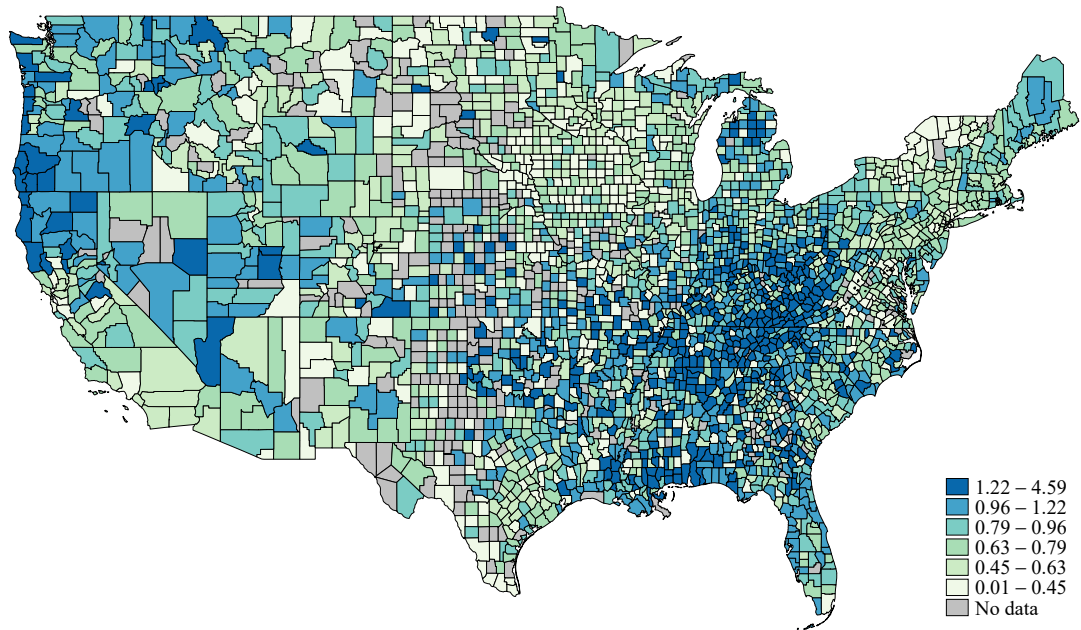 1.22 – 4.59
0.96 – 1.22
0.79 – 0.96
0.63 – 0.79
0.45 – 0.63
0.01 – 0.45
No data